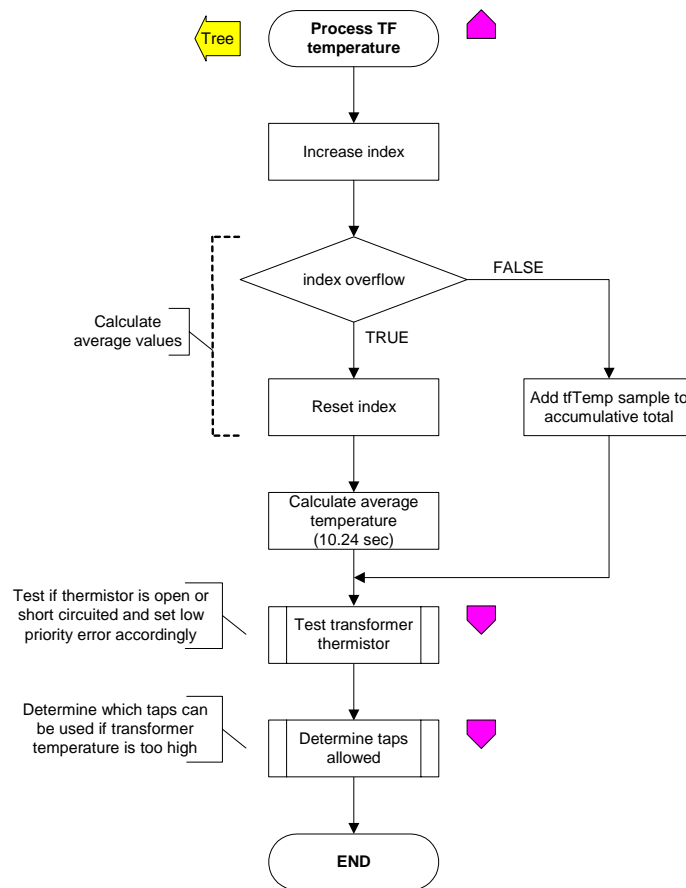 Process TF
temperature
Tree
Increase index
index overflow
FALSE
TRUE
Calculate
average values
Reset index
Add tfTemp sample to
accumulative total
Calculate average
temperature
(10.24 sec)
Test if thermistor is open or
short circuited and set low
priority error accordingly
Test transformer
thermistor
Determine which taps can
be used if transformer
temperature is too high
Determine taps
allowed
END